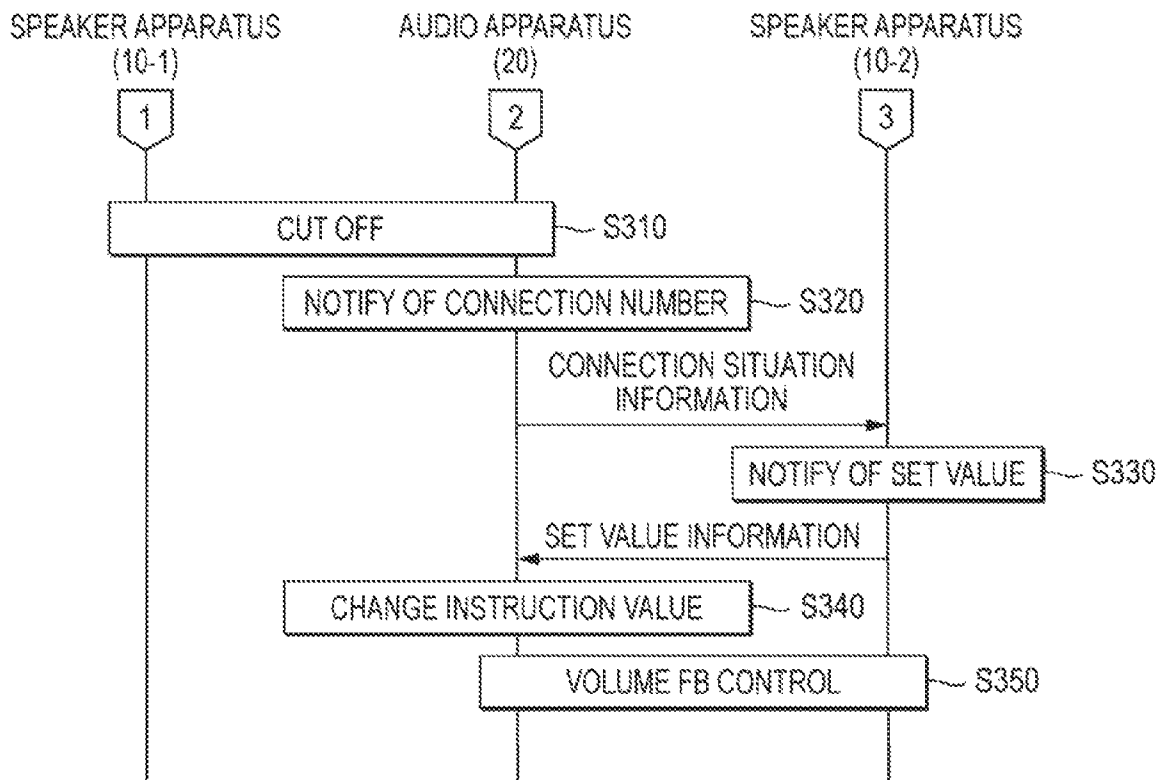 SPEAKER APPARATUS
(10-1)
AUDIO APPARATUS
(20)
SPEAKER APPARATUS
(10-2)
1
2
3
CUT OFF
S310
NOTIFY OF CONNECTION NUMBER
S320
CONNECTION SITUATION
INFORMATION
NOTIFY OF SET VALUE
S330
SET VALUE INFORMATION
CHANGE INSTRUCTION VALUE
S340
VOLUME FB CONTROL
S350